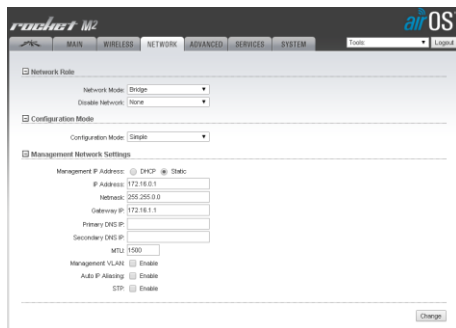 rocket M2
airOS
MAIN WIRELESS NETWORK ADVANCED SERVICES SYSTEM Tools: Logout
Network Role
Network Mode: Bridge
Disable Network: None
Configuration Mode
Configuration Mode: Simple
Management Network Settings
Management IP Address: DHCP Static
IP Address: 172.16.0.1
Netmask: 255.255.0.0
Gateway IP: 172.16.1.1
Primary DNS IP:
Secondary DNS IP:
MTU: 1500
Management VLAN: Enable
Auto IP Aliasing: Enable
STP: Enable
Change